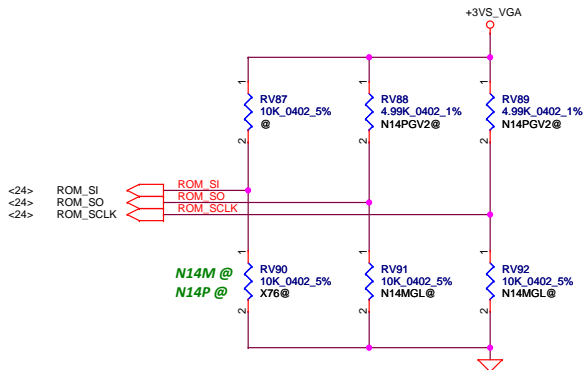 +3VS_VGA
1
1
1
RV87
10K_0402_5%
@
RV88
4.99K_0402_1%
N14PGV2@
RV89
4.99K_0402_1%
N14PGV2@
2
2
2
<24> ROM_SI ROM_SI
<24> ROM_SO ROM_SO
<24> ROM_SCLK ROM_SCLK
1
1
1
N14M @
N14P @
RV90
10K_0402_5%
X76@
RV91
10K_0402_5%
N14MGL@
RV92
10K_0402_5%
N14MGL@
2
2
2